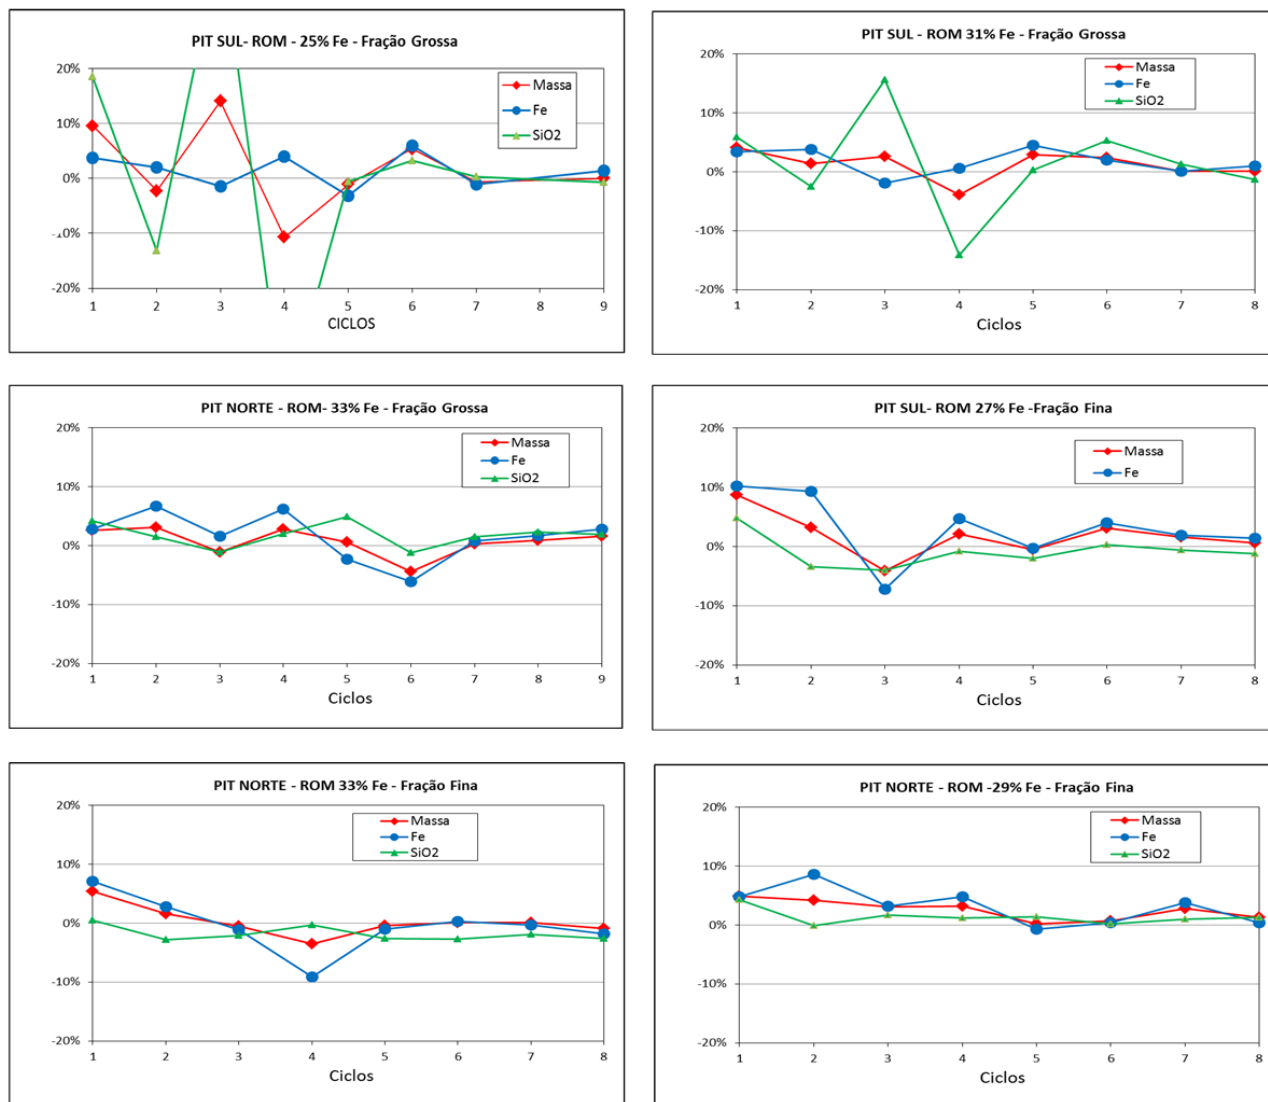 PIT SUL- ROM - 25% Fe - Fração Grossa
20%
10%
0%
-10%
-20%
Massa
Fe
SiO2
1 2 3 4 5 6 7 8 9
CICLOS
PIT SUL - ROM 31% Fe - Fração Grossa
20%
10%
0%
-10%
-20%
Massa
Fe
SiO2
1 2 3 4 5 6 7 8
Ciclos
PIT NORTE - ROM- 33% Fe - Fração Grossa
20%
10%
0%
-10%
-20%
Massa
Fe
SiO2
1 2 3 4 5 6 7 8 9
Ciclos
PIT SUL- ROM 27% Fe -Fração Fina
20%
10%
0%
-10%
-20%
Massa
Fe
1 2 3 4 5 6 7 8
Ciclos
PIT NORTE - ROM 33% Fe - Fração Fina
20%
10%
0%
-10%
-20%
Massa
Fe
SiO2
1 2 3 4 5 6 7 8
Ciclos
PIT NORTE - ROM -29% Fe - Fração Fina
20%
10%
0%
-10%
-20%
Massa
Fe
SiO2
1 2 3 4 5 6 7 8
Ciclos